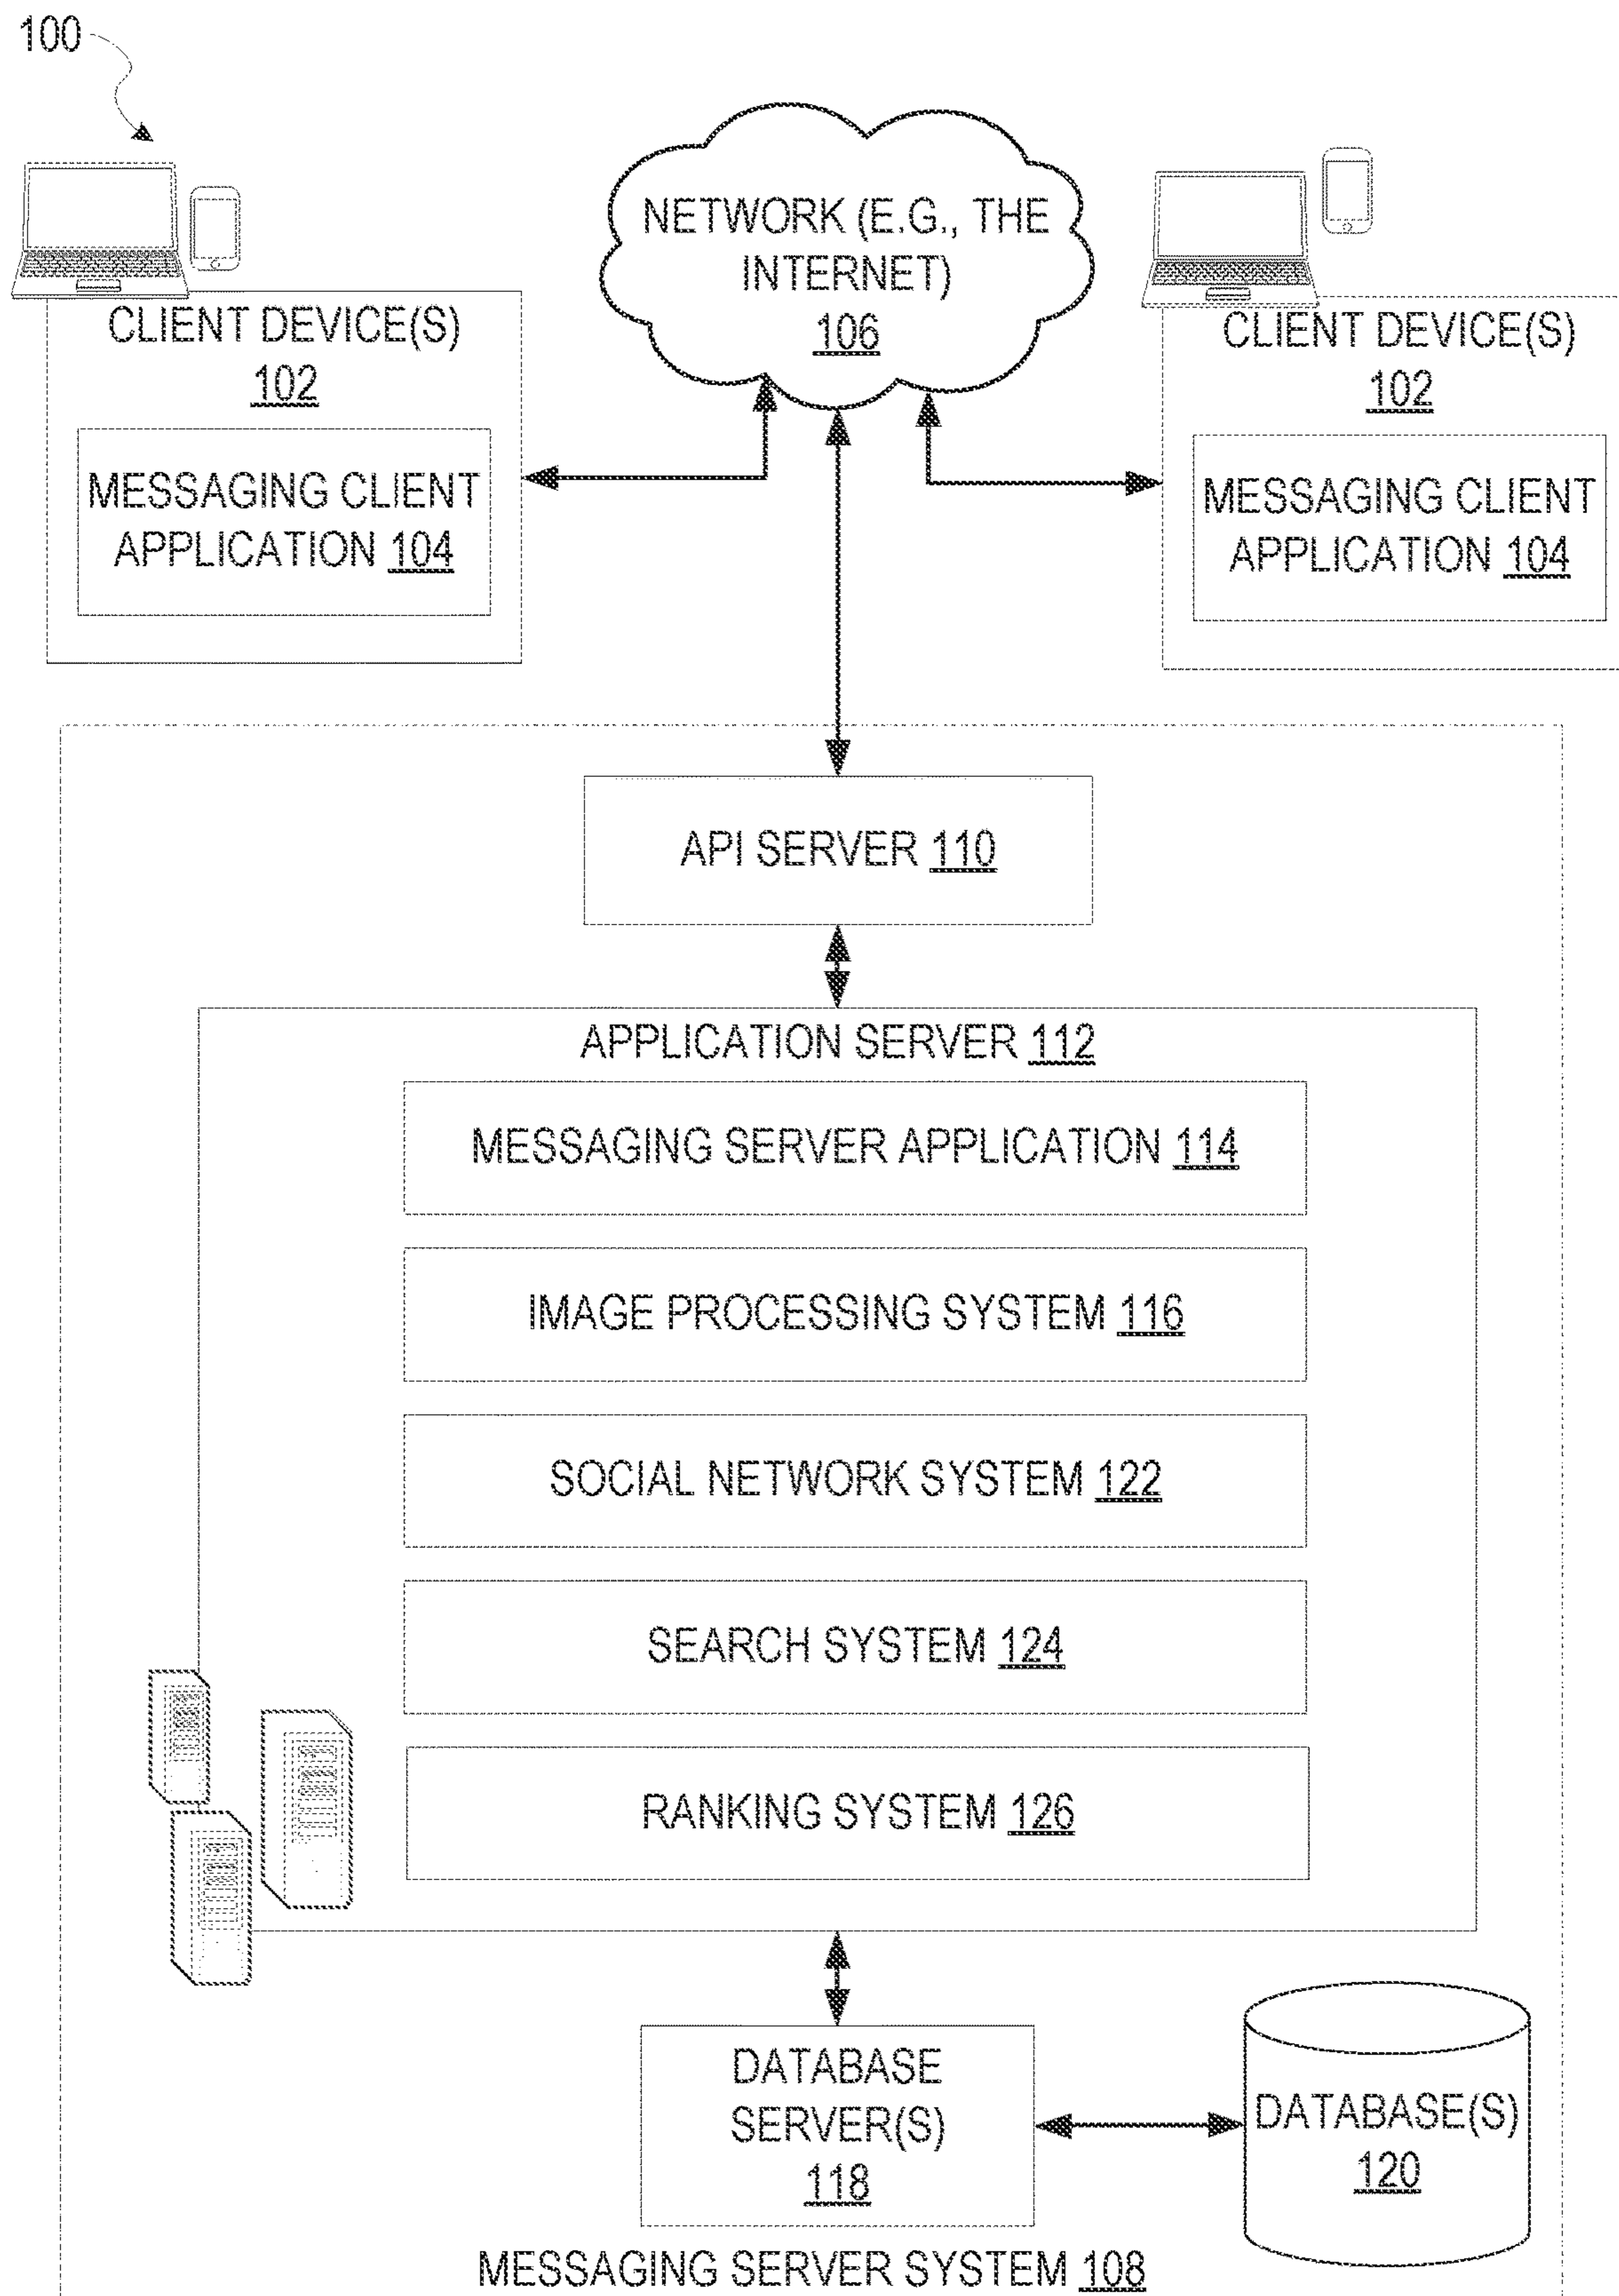 100
NETWORK (E.G., THE
INTERNET)
106
CLIENT DEVICE(S)
102
MESSAGING CLIENT
APPLICATION 104
CLIENT DEVICE(S)
102
MESSAGING CLIENT
APPLICATION 104
API SERVER 110
APPLICATION SERVER 112
MESSAGING SERVER APPLICATION 114
IMAGE PROCESSING SYSTEM 116
SOCIAL NETWORK SYSTEM 122
SEARCH SYSTEM 124
RANKING SYSTEM 126
DATABASE
SERVER(S)
118
DATABASE(S)
120
MESSAGING SERVER SYSTEM 108